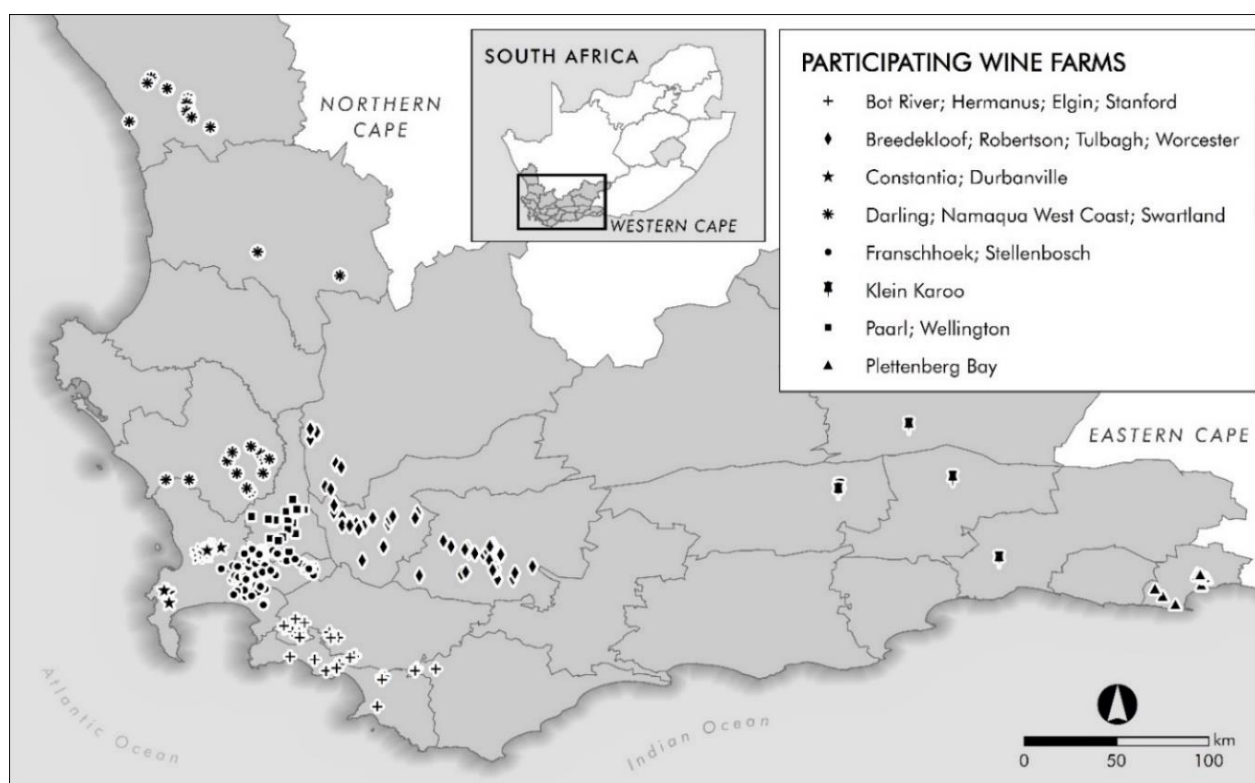 SOUTH AFRICA
WESTERN CAPE
NORTHERN
CAPE
PARTICIPATING WINE FARMS
Bot River; Hermanus; Elgin; Stanford
Breedekloof; Robertson; Tulbagh; Worcester
Constantia; Durbanville
Darling; Namaqua West Coast; Swartland
Franschhoek; Stellenbosch
Klein Karoo
Paarl; Wellington
Plettenberg Bay
EASTERN CAPE
Atlantic Ocean
Indian Ocean
km
0 50 100